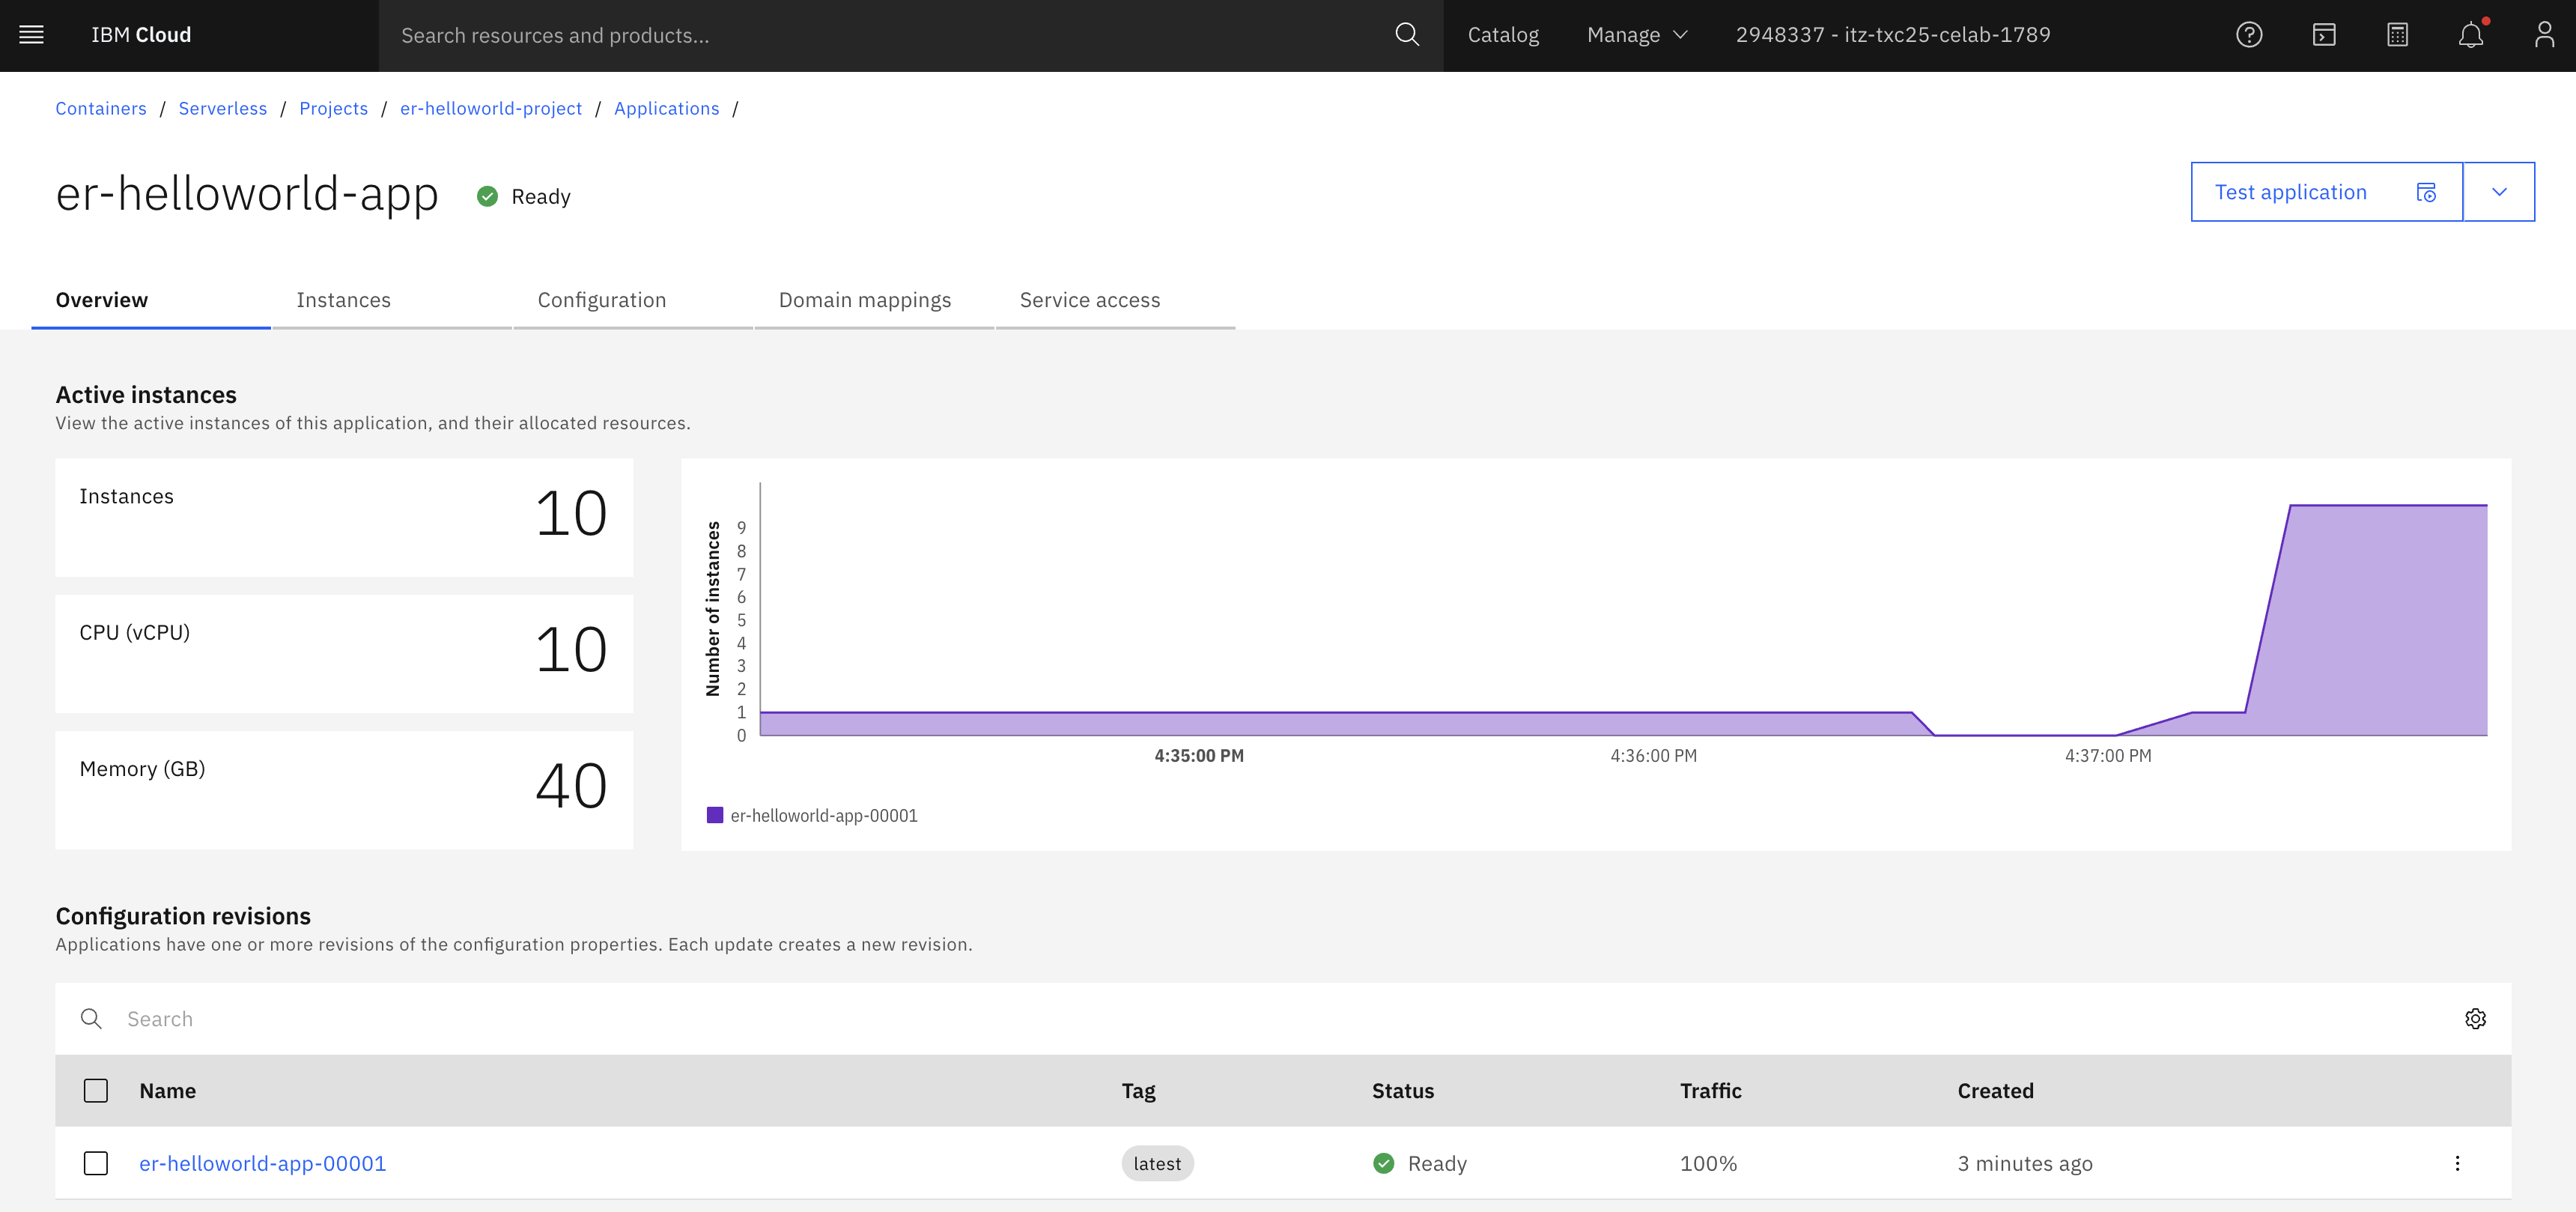 IBM Cloud
Search resources and products...
Catalog
Manage
2948337 - itz-txc25-celab-1789
Containers / Serverless / Projects / er-helloworld-project / Applications /
er-helloworld-app
Ready
Test application
Overview
Instances
Configuration
Domain mappings
Service access
Active instances
View the active instances of this application, and their allocated resources.
Instances
10
CPU (vCPU)
10
Memory (GB)
40
Number of instances
9
8
7
6
5
4
3
2
1
0
4:35:00 PM
4:36:00 PM
4:37:00 PM
er-helloworld-app-00001
Configuration revisions
Applications have one or more revisions of the configuration properties. Each update creates a new revision.
Search
Name Tag Status Traffic Created
er-helloworld-app-00001 latest Ready 100% 3 minutes ago